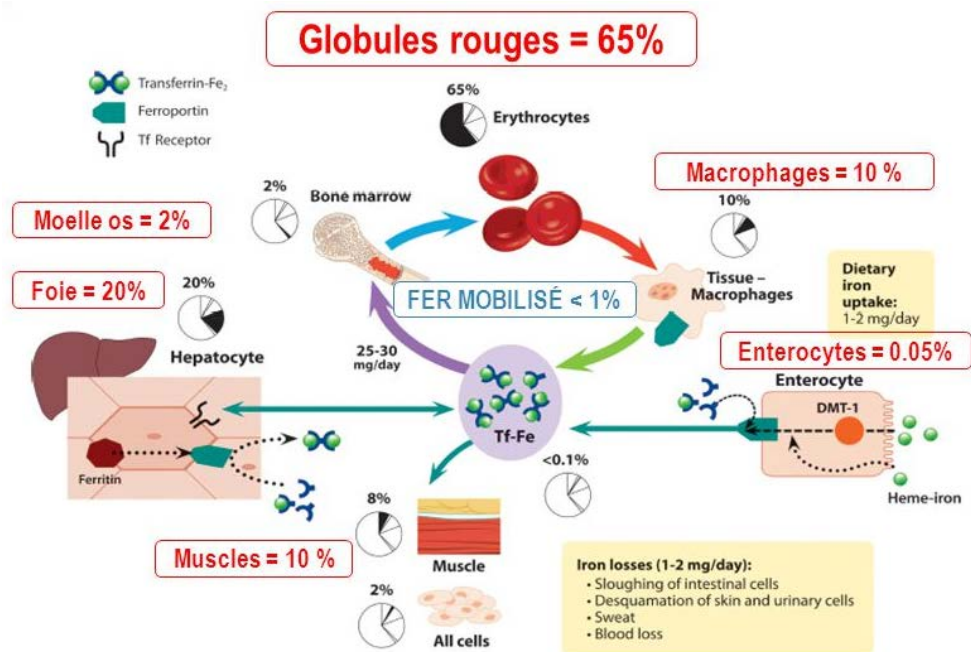 Globules rouges = 65%
Transferrin-Fe₂
Ferroportin
Tf Receptor
65%
Erythrocytes
Macrophages = 10 %
2%
Bone marrow
10%
Moelle os = 2%
Tissue –
Macrophages
Dietary
iron
uptake:
1-2 mg/day
Foie = 20%
20%
Hepatocyte
FER MOBILISÉ < 1%
25-30
mg/day
Enterocytes = 0.05%
Enterocyte
DMT-1
Tf-Fe
Ferritin
<0.1%
Heme-iron
8%
Muscle
Muscles = 10 %
2%
All cells
Iron losses (1-2 mg/day):
• Sloughing of intestinal cells
• Desquamation of skin and urinary cells
• Sweat
• Blood loss